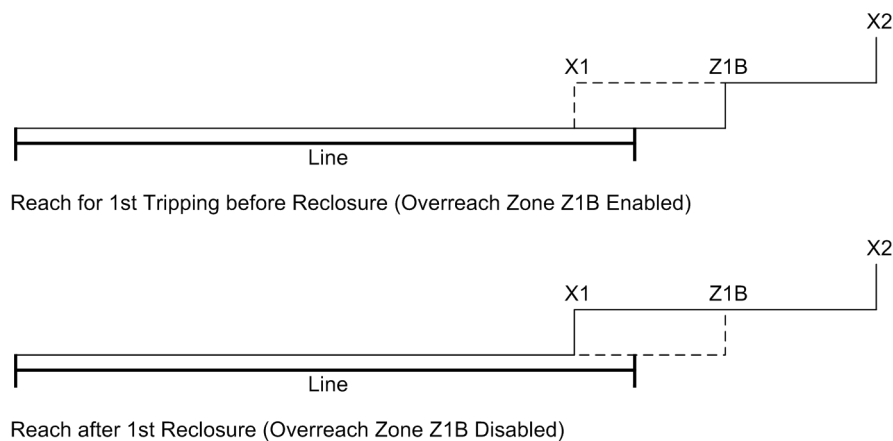 X2
X1 Z1B
Line
Reach for 1st Tripping before Reclosure (Overreach Zone Z1B Enabled)
X2
X1 Z1B
Line
Reach after 1st Reclosure (Overreach Zone Z1B Disabled)